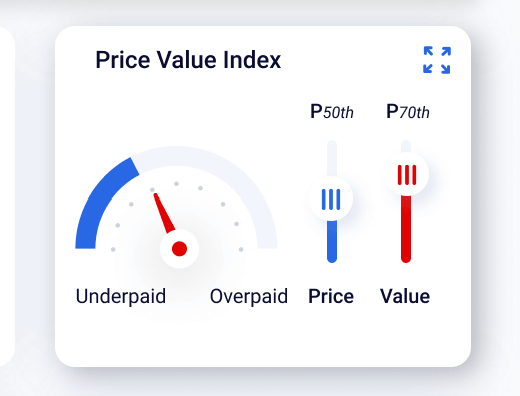 Price Value Index
P50th P70th
Underpaid Overpaid Price Value